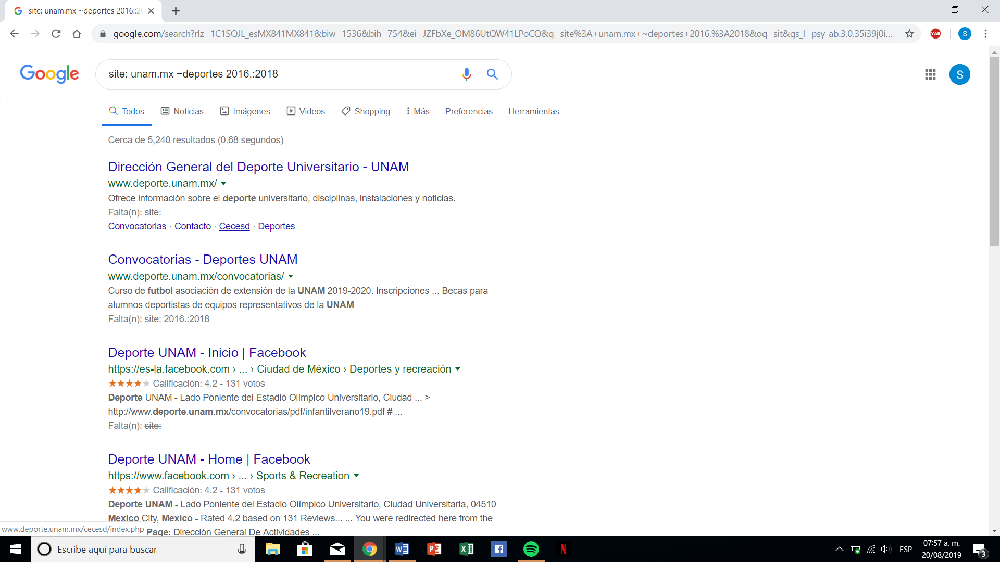 site: unam.mx ~deportes 2016.:20
google.com/search?rlz=1C1SQJL_esMX841MX841&biw=1536&bih=754&ei=JZFbXe_OM86UtQW41LPoCQ&q=site%3A+unam.mx+~deportes+2016.%3A2018&oq=sit&gs_l=psy-ab.3.0.35i39j0i...
YAB
S
Google
site: unam.mx ~deportes 2016.:2018
S
Todos
Noticias
Imágenes
Videos
Shopping
Más
Preferencias
Herramientas
Cerca de 5,240 resultados (0.68 segundos)
Dirección General del Deporte Universitario - UNAM
www.deporte.unam.mx/
Ofrece información sobre el deporte universitario, disciplinas, instalaciones y noticias.
Falta(n): site:
Convocatorias · Contacto · Cecesd · Deportes
Convocatorias - Deportes UNAM
www.deporte.unam.mx/convocatorias/
Curso de futbol asociación de extensión de la UNAM 2019-2020. Inscripciones ... Becas para
alumnos deportistas de equipos representativos de la UNAM
Falta(n): site: 2016.:2018
Deporte UNAM - Inicio | Facebook
https://es-la.facebook.com › ... › Ciudad de México › Deportes y recreación
Calificación: 4.2 - 131 votos
Deporte UNAM - Lado Poniente del Estadio Olímpico Universitario, Ciudad ... >
http://www.deporte.unam.mx/convocatorias/pdf/infantilverano19.pdf # ...
Falta(n): site:
Deporte UNAM - Home | Facebook
https://www.facebook.com › ... › Sports & Recreation
Calificación: 4.2 - 131 votos
Deporte UNAM - Lado Poniente del Estadio Olímpico Universitario, Ciudad Universitaria, 04510
Mexico City, Mexico - Rated 4.2 based on 131 Reviews... ... You were redirected here from the
Page: Dirección General De Actividades ...
www.deporte.unam.mx/cecesd/index.php
Escribe aquí para buscar
ESP
07:57 a. m.
20/08/2019
3